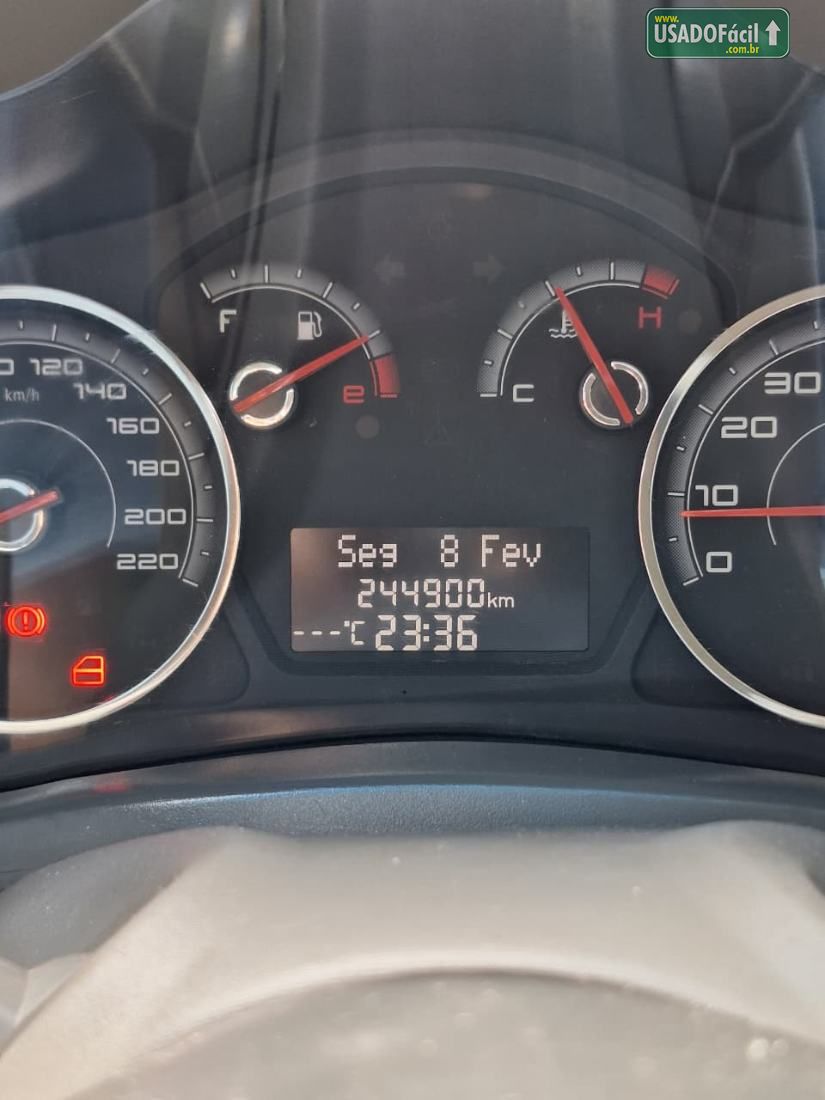 www.
USADOFácil
.com.br
F
e
C
H
120
140
km/h
160
180
200
220
30
20
10
0
Seg 8 Fev
244900km
---°C 23:36